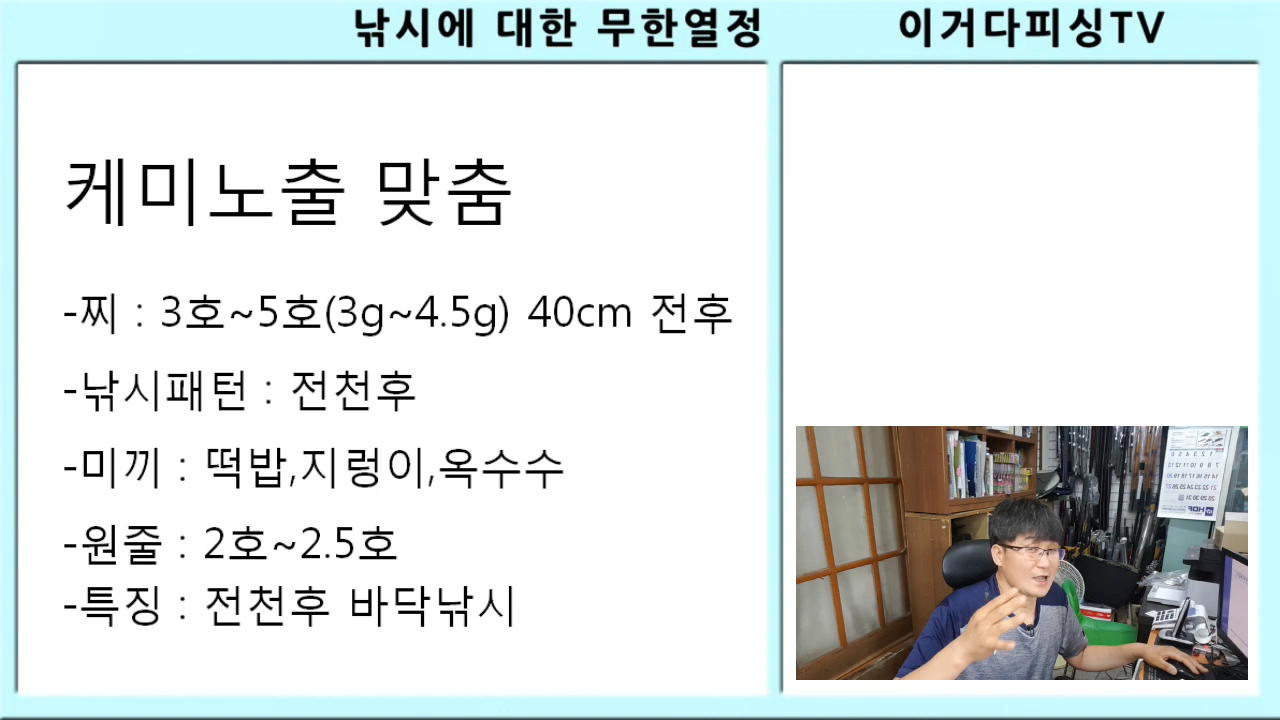 낚시에 대한 무한열정
이거다피싱TV
케미노출 맞춤
-찌 : 3호~5호(3g~4.5g) 40cm 전후
-낚시패턴 : 전천후
-미끼 : 떡밥,지렁이,옥수수
-원줄 : 2호~2.5호
-특징 : 전천후 바닥낚시